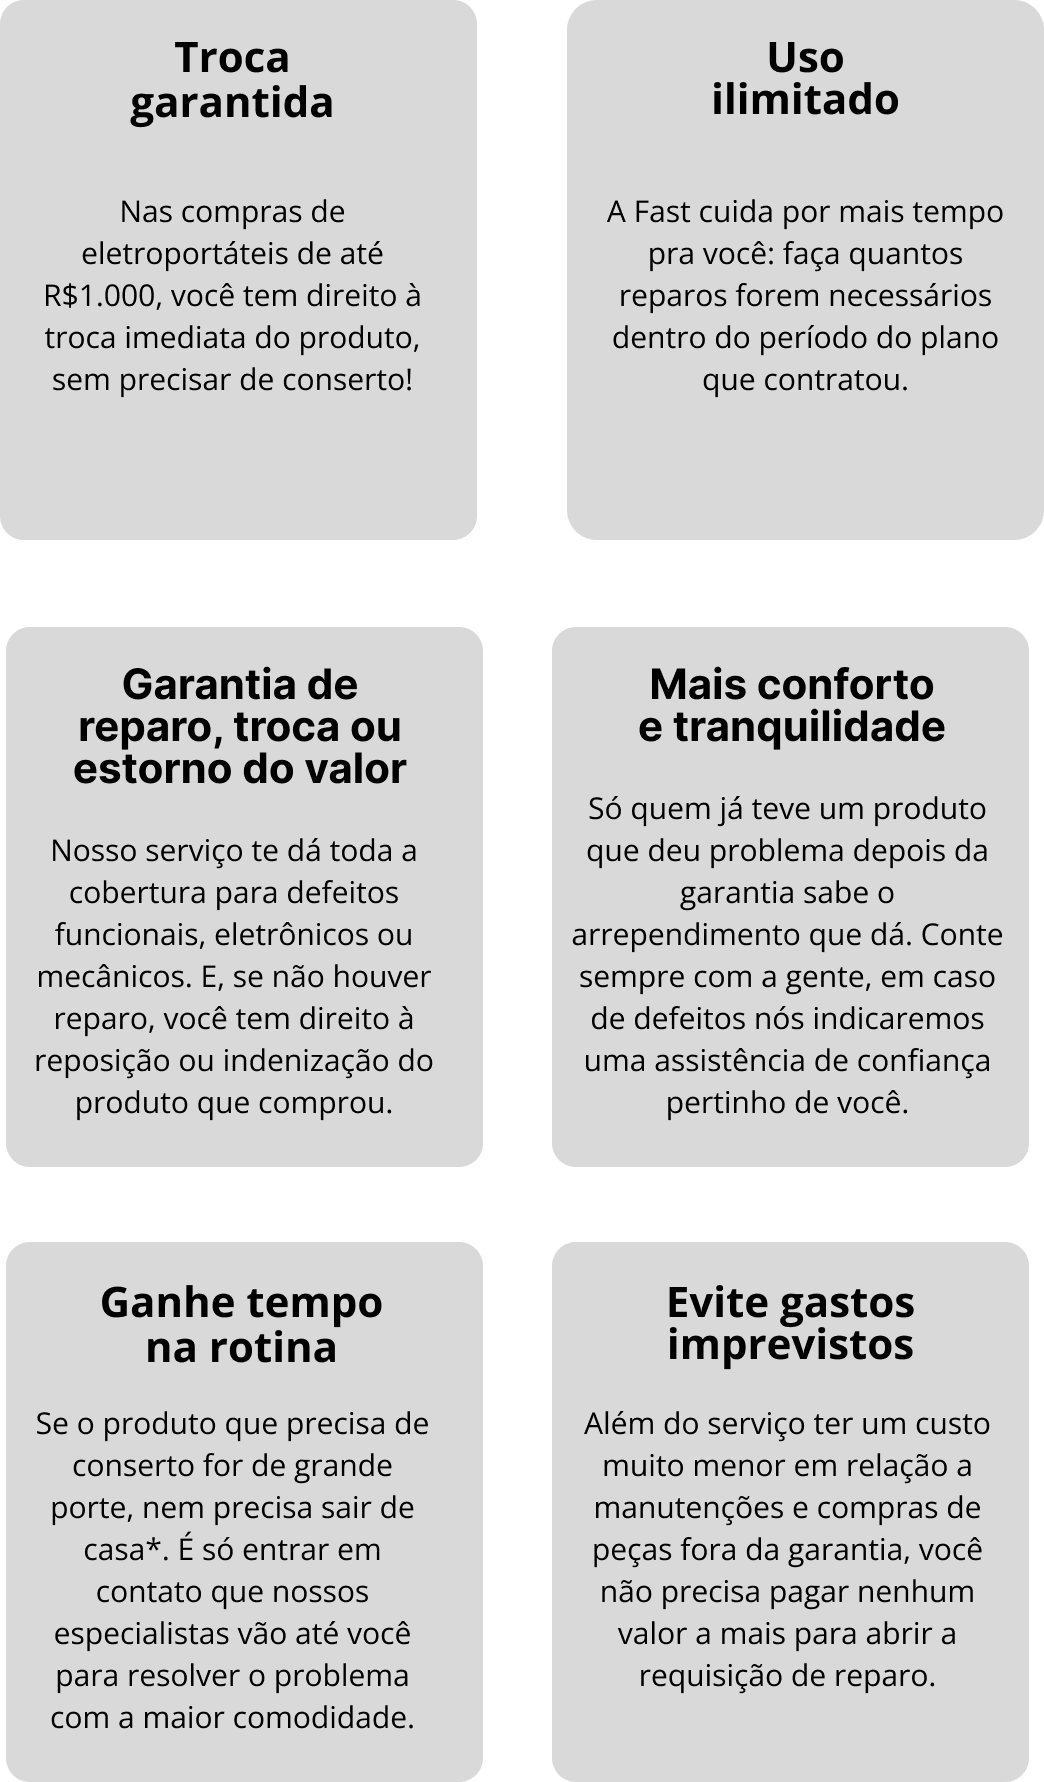 Troca
garantida
Nas compras de
eletroportáteis de até
R$1.000, você tem direito à
troca imediata do produto,
sem precisar de conserto!
Uso
ilimitado
A Fast cuida por mais tempo
pra você: faça quantos
reparos forem necessários
dentro do período do plano
que contratou.
Garantia de
reparo, troca ou
estorno do valor
Nosso serviço te dá toda a
cobertura para defeitos
funcionais, eletrônicos ou
mecânicos. E, se não houver
reparo, você tem direito à
reposição ou indenização do
produto que comprou.
Mais conforto
e tranquilidade
Só quem já teve um produto
que deu problema depois da
garantia sabe o
arrependimento que dá. Conte
sempre com a gente, em caso
de defeitos nós indicaremos
uma assistência de confiança
pertinho de você.
Ganhe tempo
na rotina
Se o produto que precisa de
conserto for de grande
porte, nem precisa sair de
casa*. É só entrar em
contato que nossos
especialistas vão até você
para resolver o problema
com a maior comodidade.
Evite gastos
imprevistos
Além do serviço ter um custo
muito menor em relação a
manutenções e compras de
peças fora da garantia, você
não precisa pagar nenhum
valor a mais para abrir a
requisição de reparo.